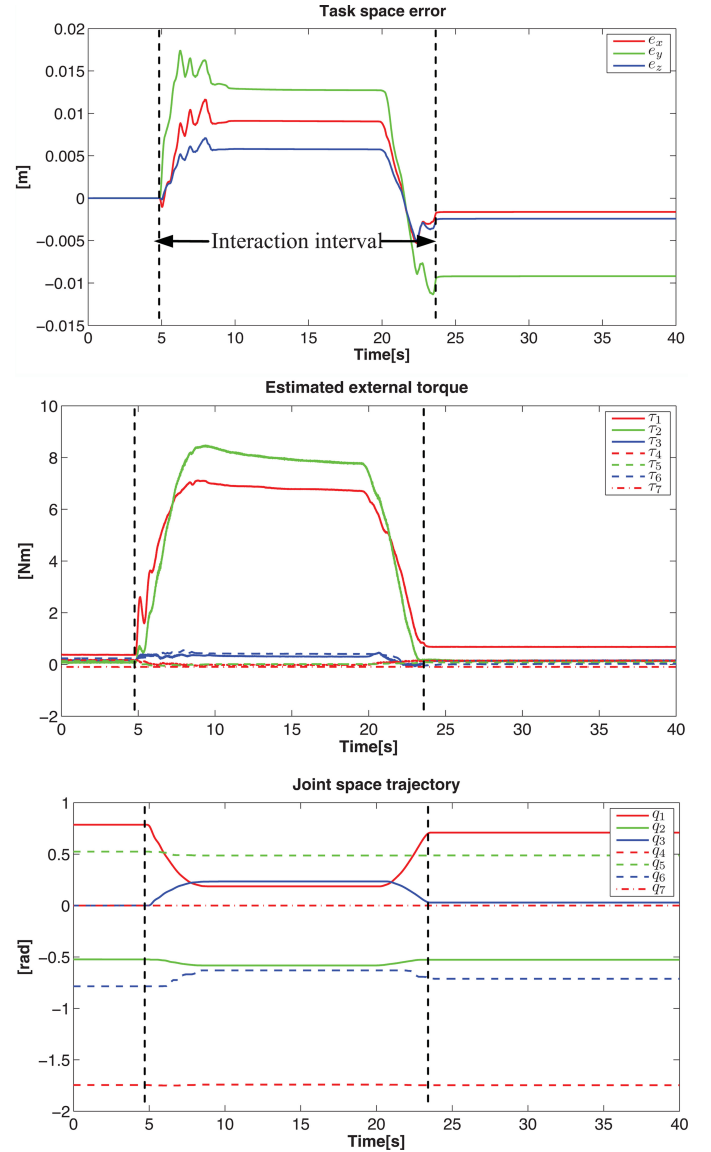 Task space error
0.02
0.015
0.01
0.005
0
−0.005
−0.01
−0.015
[m]
e_x
e_y
e_z
Interaction interval
0 5 10 15 20 25 30 35 40
Time[s]
Estimated external torque
10
8
6
4
2
0
−2
[Nm]
τ_1
τ_2
τ_3
τ_4
τ_5
τ_6
τ_7
0 5 10 15 20 25 30 35 40
Time[s]
Joint space trajectory
1
0.5
0
−0.5
−1
−1.5
−2
[rad]
q_1
q_2
q_3
q_4
q_5
q_6
q_7
0 5 10 15 20 25 30 35 40
Time[s]